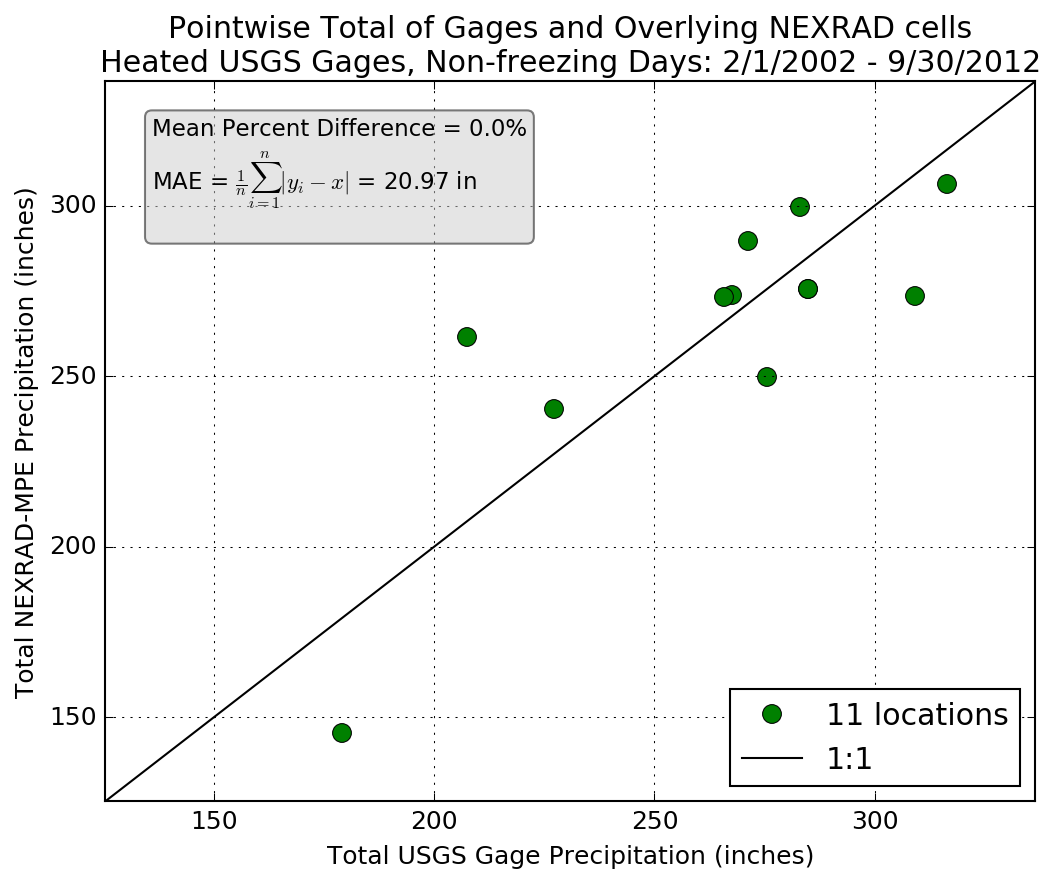 Pointwise Total of Gages and Overlying NEXRAD cells
Heated USGS Gages, Non-freezing Days: 2/1/2002 - 9/30/2012
Mean Percent Difference = 0.0%
MAE = $\frac{1}{n}\sum_{i=1}^{n}|y_i - x|$ = 20.97 in
Total NEXRAD-MPE Precipitation (inches)
300
250
200
150
11 locations
1:1
150 200 250 300
Total USGS Gage Precipitation (inches)